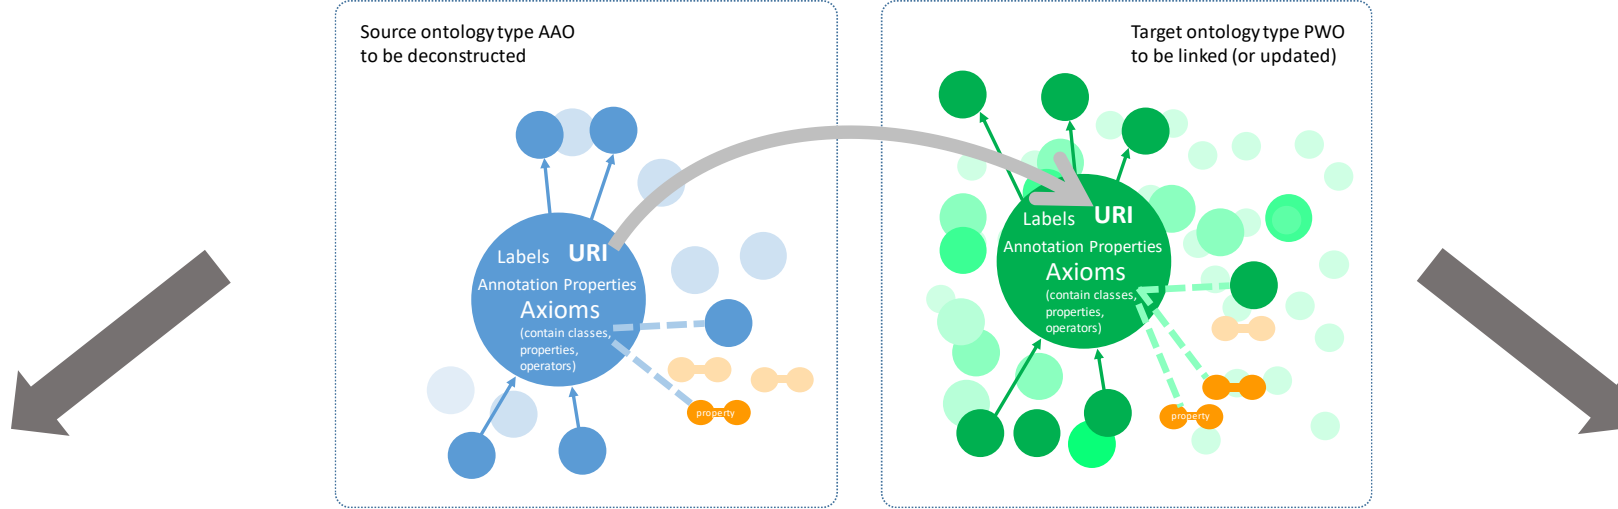 Source ontology type AAO
to be deconstructed
Labels URI
Annotation Properties
Axioms
(contain classes,
properties,
operators)
property
Target ontology type PWO
to be linked (or updated)
Labels URI
Annotation Properties
Axioms
(contain classes,
properties,
operators)
property